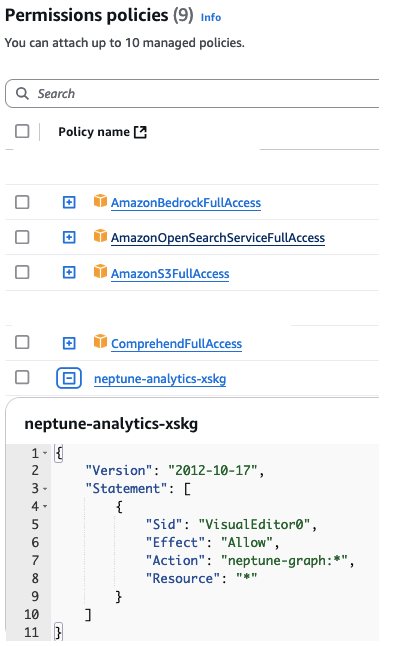 Permissions policies (9) Info
You can attach up to 10 managed policies.
Search
Policy name
AmazonBedrockFullAccess
AmazonOpenSearchServiceFullAccess
AmazonS3FullAccess
ComprehendFullAccess
neptune-analytics-xskg
neptune-analytics-xskg
1 {
2 "Version": "2012-10-17",
3 "Statement": [
4 {
5 "Sid": "VisualEditor0",
6 "Effect": "Allow",
7 "Action": "neptune-graph:*",
8 "Resource": "*"
9 }
10 ]
11 }